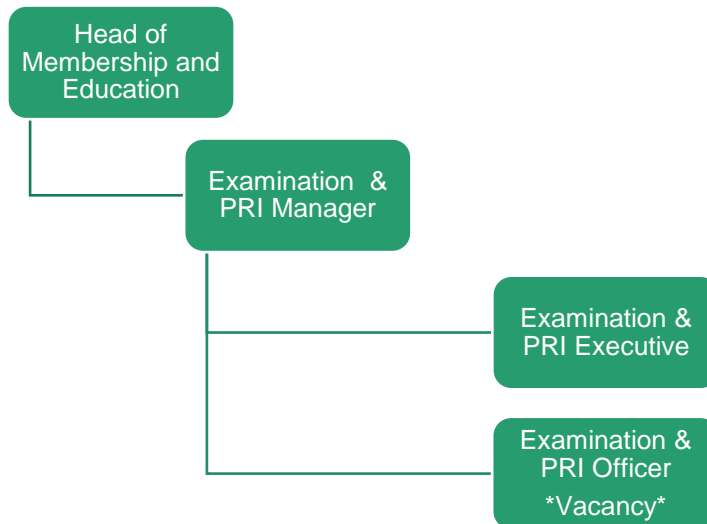 Head of
Membership and
Education
Examination &
PRI Manager
Examination &
PRI Executive
Examination &
PRI Officer
*Vacancy*